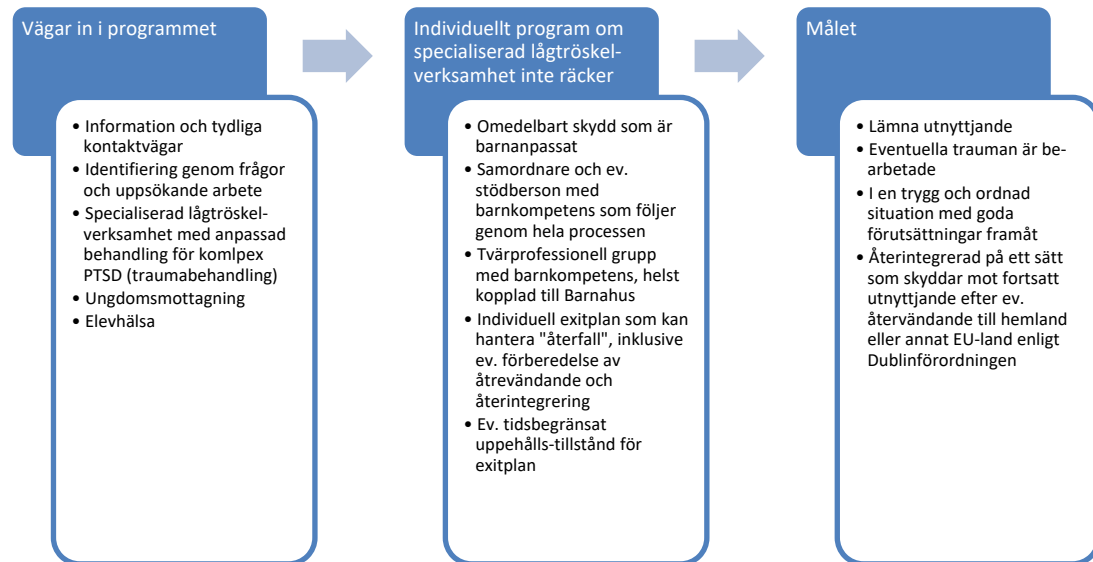 Vägar in i programmet
• Information och tydliga
kontaktvägar
• Identifiering genom frågor
och uppsökande arbete
• Specialiserad lågtröskel-
verksamhet med anpassad
behandling för komlpex
PTSD (traumabehandling)
• Ungdomsmottagning
• Elevhälsa
Individuellt program om
specialiserad lågtröskel-
verksamhet inte räcker
• Omedelbart skydd som är
barnanpassat
• Samordnare och ev.
stödberson med
barnkompetens som följer
genom hela processen
• Tvärprofessionell grupp
med barnkompetens, helst
kopplad till Barnahus
• Individuell exitplan som kan
hantera "återfall", inklusive
ev. förberedelse av
åtrevändande och
återintegrering
• Ev. tidsbegränsat
uppehålls-tillstånd för
exitplan
Målet
• Lämna utnyttjande
• Eventuella trauman är be-
arbetade
• I en trygg och ordnad
situation med goda
förutsättningar framåt
• Återintegrerad på ett sätt
som skyddar mot fortsatt
utnyttjande efter ev.
återvändande till hemland
eller annat EU-land enligt
Dublinförordningen